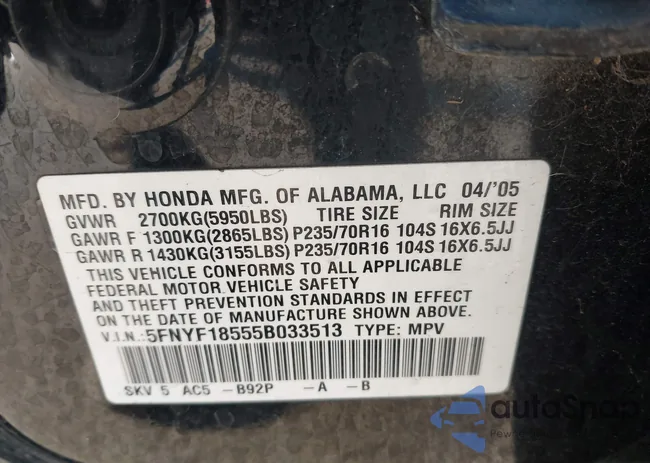 MFD. BY HONDA MFG. OF ALABAMA, LLC 04/'05
GVWR 2700KG(5950LBS) TIRE SIZE RIM SIZE
GAWR F 1300KG(2865LBS) P235/70R16 104S 16X6.5JJ
GAWR R 1430KG(3155LBS) P235/70R16 104S 16X6.5JJ
THIS VEHICLE CONFORMS TO ALL APPLICABLE
FEDERAL MOTOR VEHICLE SAFETY
AND THEFT PREVENTION STANDARDS IN EFFECT
ON THE DATE OF MANUFACTURE SHOWN ABOVE.
V.I.N.:5FNYF18555B033513 TYPE: MPV
SKV 5 AC5 -B92P -A -B
autoSnap